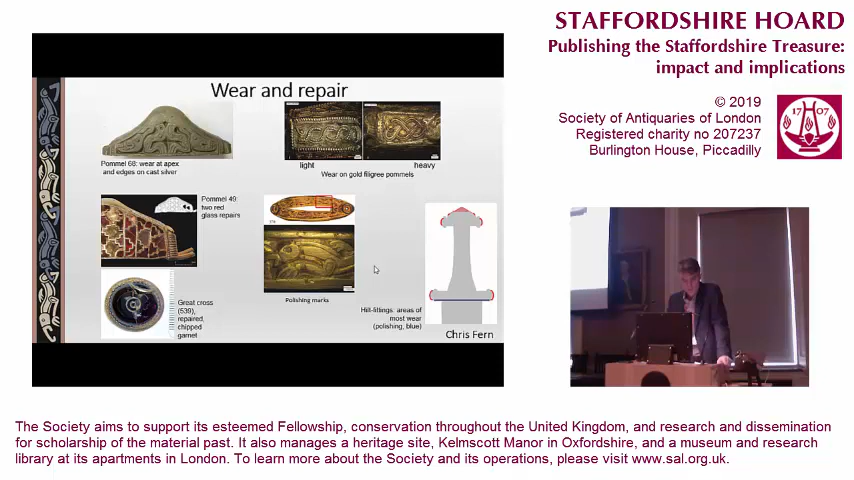 STAFFORDSHIRE HOARD
Publishing the Staffordshire Treasure:
impact and implications
© 2019
Society of Antiquaries of London
Registered charity no 207237
Burlington House, Piccadilly
17 07
Wear and repair
Pommel 68: wear at apex
and edges on cast silver
light
heavy
Wear on gold filigree pommels
Pommel 49:
two red
glass repairs
Polishing marks
Great cross
(539),
repaired,
chipped
garnet
Hilt-fittings: areas of
most wear
(polishing, blue)
Chris Fern
The Society aims to support its esteemed Fellowship, conservation throughout the United Kingdom, and research and dissemination
for scholarship of the material past. It also manages a heritage site, Kelmscott Manor in Oxfordshire, and a museum and research
library at its apartments in London. To learn more about the Society and its operations, please visit www.sal.org.uk.